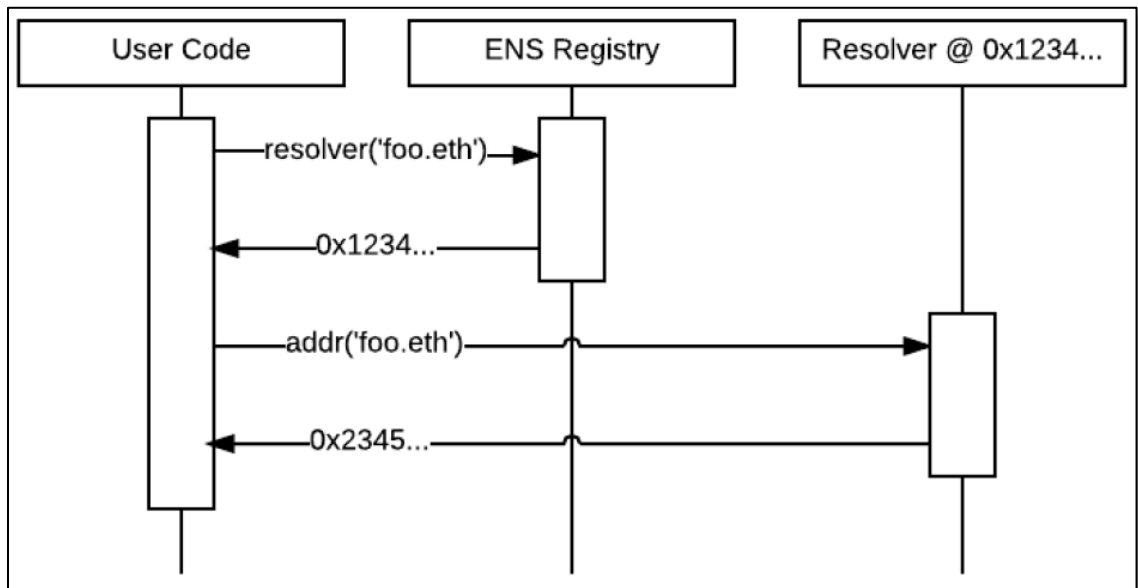 User Code
ENS Registry
Resolver @ 0x1234...
resolver('foo.eth')
0x1234...
addr('foo.eth')
0x2345...